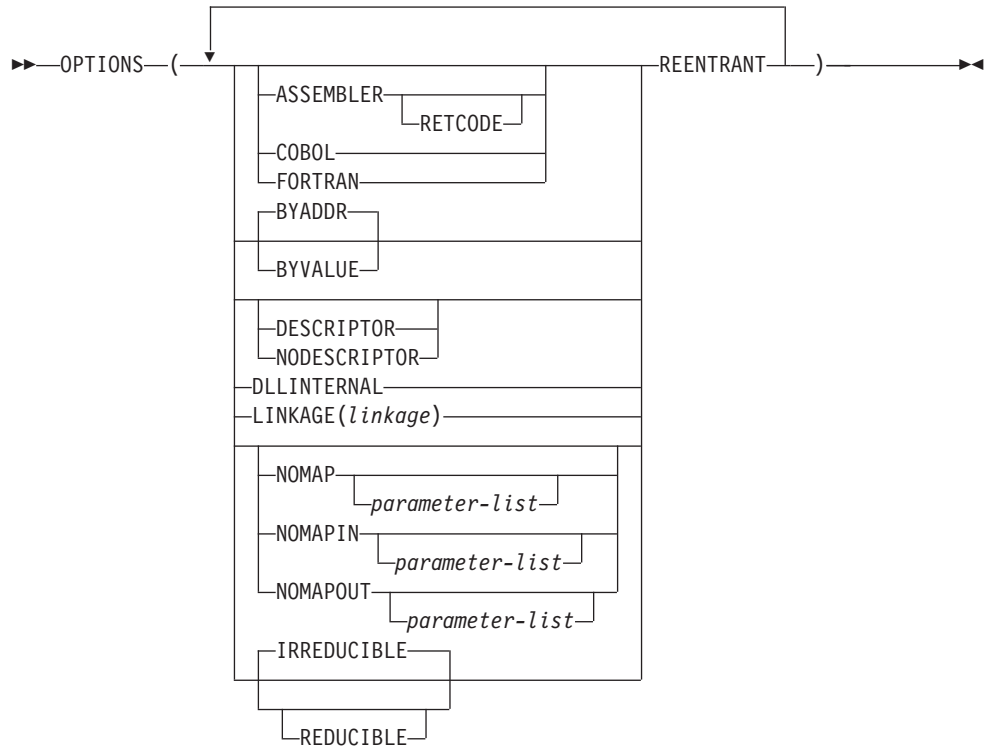 OPTIONS ( REENTRANT )
ASSEMBLER
RETCODE
COBOL
FORTRAN
BYADDR
BYVALUE
DESCRIPTOR
NODESCRIPTOR
DLLINTERNAL
LINKAGE(linkage)
NOMAP
parameter-list
NOMAPIN
parameter-list
NOMAPOUT
parameter-list
IRREDUCIBLE
REDUCIBLE